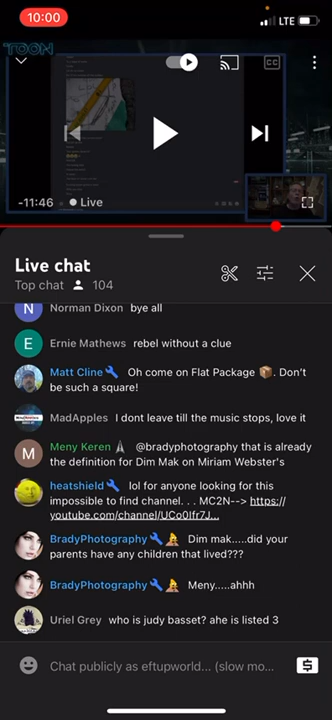 10:00
LTE
TOON
CC
-11:46
Live
Live chat
Top chat 104
N Norman Dixon bye all
E Ernie Mathews rebel without a clue
Matt Cline Oh come on Flat Package 📦. Don't
be such a square!
MadApples I dont leave till the music stops, love it
M Meny Keren @bradyphotography that is already
the definition for Dim Mak on Miriam Webster's
heatshield lol for anyone looking for this
impossible to find channel. . . MC2N--> https://
youtube.com/channel/UCo0Ifr7J...
BradyPhotography Dim mak.....did your
parents have any children that lived???
BradyPhotography Meny.....ahhh
Uriel Grey who is judy basset? ahe is listed 3
Chat publicly as eftupworld... (slow mo...
$